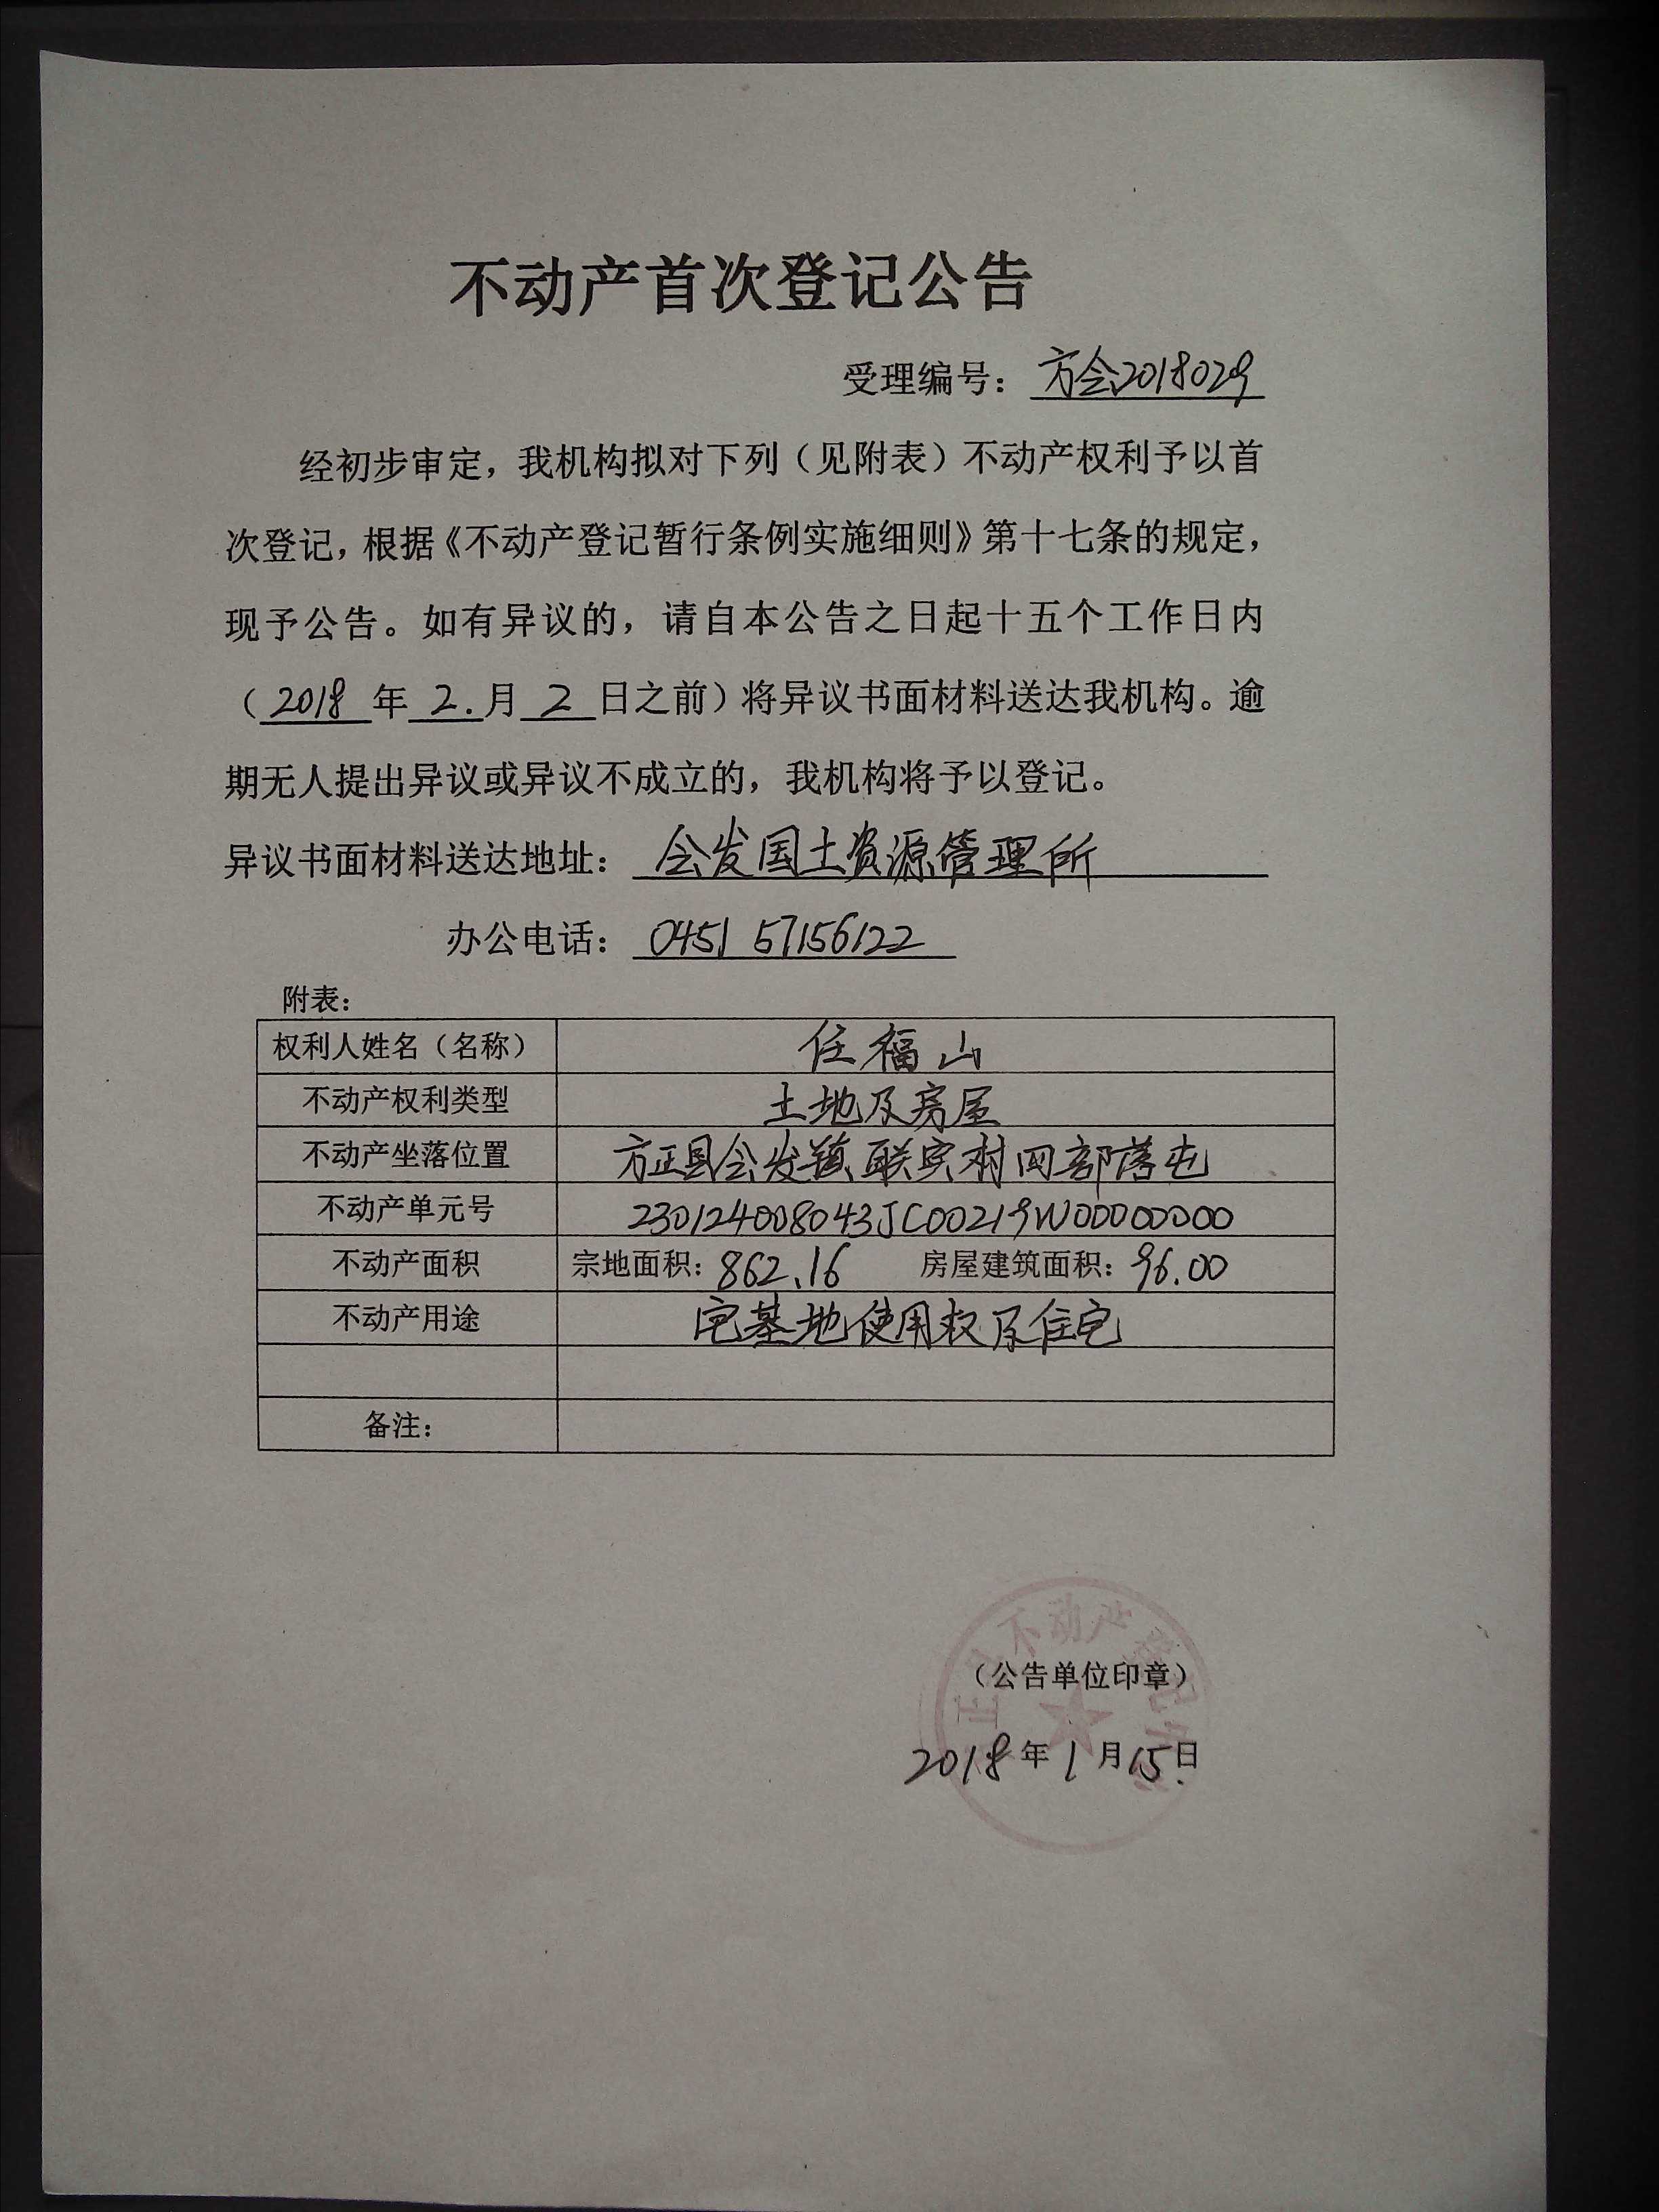 不动产首次登记公告
受理编号：方会2018029
经初步审定，我机构拟对下列（见附表）不动产权利予以首
次登记，根据《不动产登记暂行条例实施细则》第十七条的规定，
现予公告。如有异议的，请自本公告之日起十五个工作日内
（2018年2.月2日之前）将异议书面材料送达我机构。逾
期无人提出异议或异议不成立的，我机构将予以登记。
异议书面材料送达地址：会发国土资源管理所
办公电话：0451 57156122
附表：
权利人姓名（名称） 任福山
不动产权利类型 土地及房屋
不动产坐落位置 方正县会发镇联实村四部落屯
不动产单元号 230124008043JC00219W00000000
不动产面积 宗地面积：862.16 房屋建筑面积：96.00
不动产用途 宅基地使用权及住宅
备注：
不动产登记
（公告单位印章）
2018年1月15日